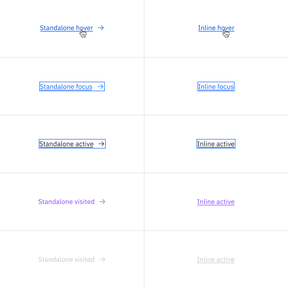 Standalone hover
Inline hover
Standalone focus
Inline focus
Standalone active
Inline active
Standalone visited
Inline active
Standalone visited
Inline active